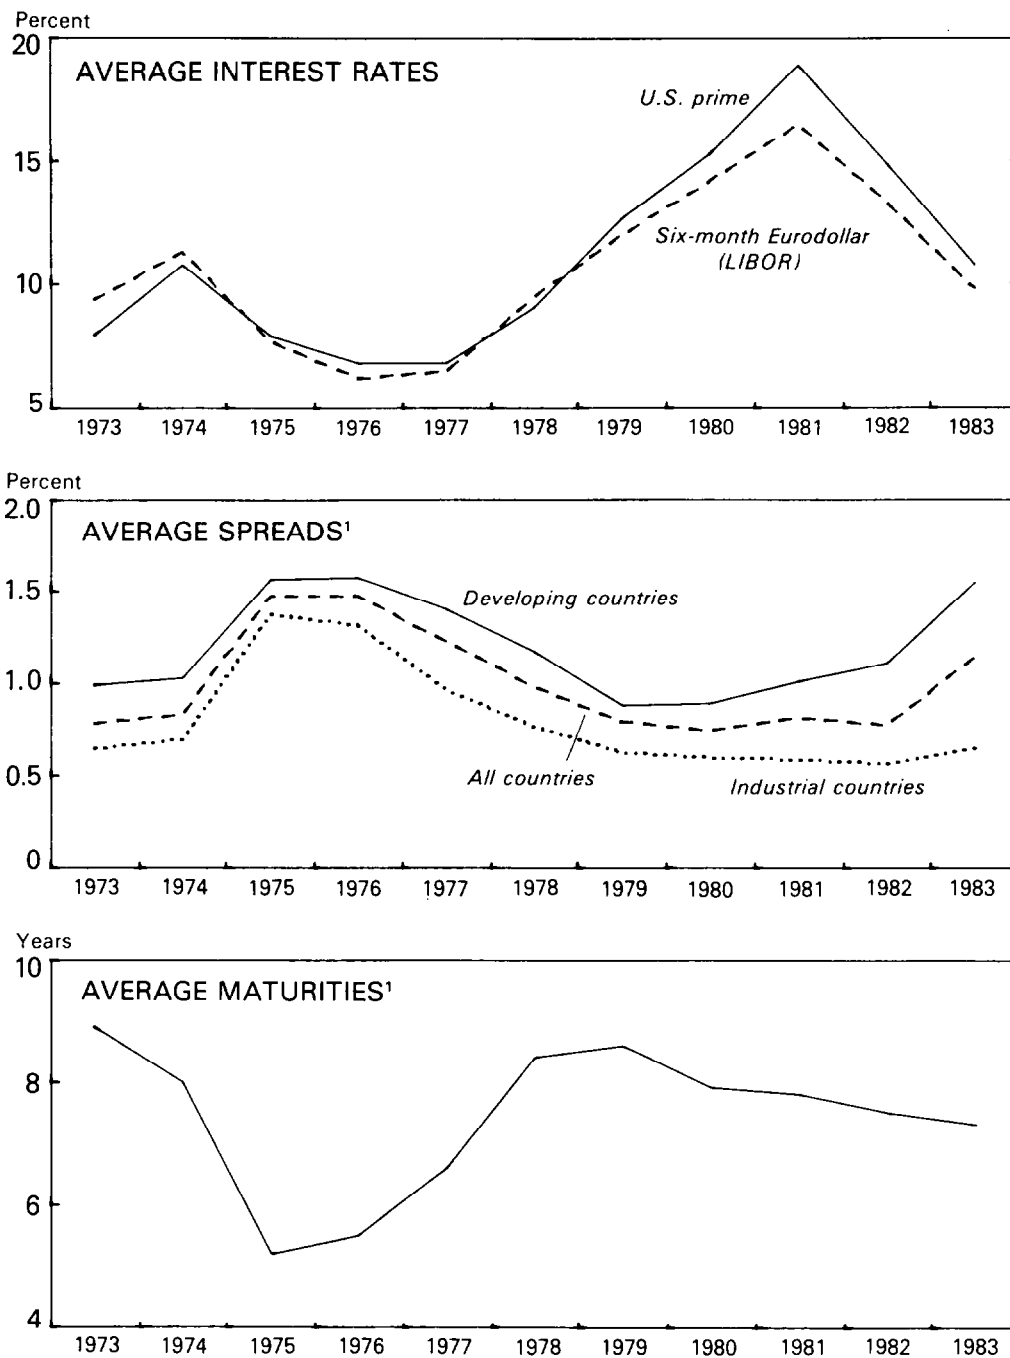 Percent
20
AVERAGE INTEREST RATES
U.S. prime
15
Six-month Eurodollar
(LIBOR)
10
5
1973 1974 1975 1976 1977 1978 1979 1980 1981 1982 1983
Percent
2.0
AVERAGE SPREADS¹
1.5
Developing countries
1.0
All countries
0.5
Industrial countries
0
1973 1974 1975 1976 1977 1978 1979 1980 1981 1982 1983
Years
10
AVERAGE MATURITIES¹
8
6
4
1973 1974 1975 1976 1977 1978 1979 1980 1981 1982 1983